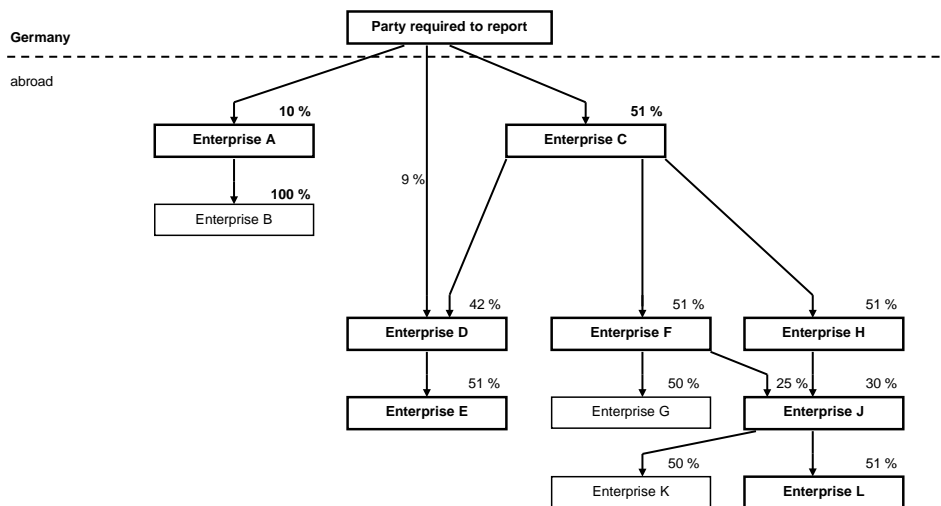 Party required to report
Germany
abroad
10 %
51 %
Enterprise A
Enterprise C
9 %
100 %
Enterprise B
42 %
51 %
51 %
Enterprise D
Enterprise F
Enterprise H
51 %
50 %
25 %
30 %
Enterprise E
Enterprise G
Enterprise J
50 %
51 %
Enterprise K
Enterprise L